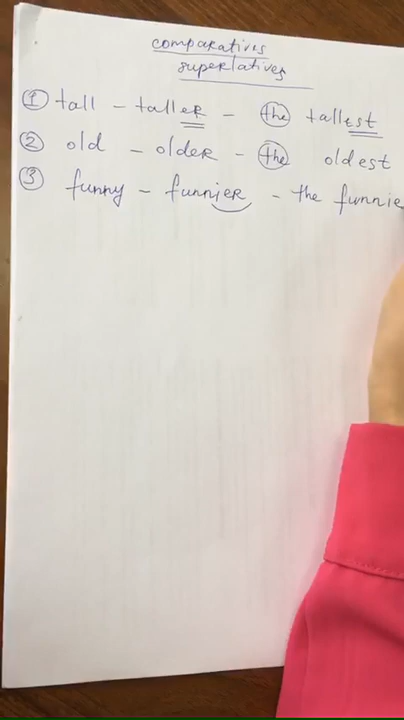 comparatives
superlatives
① tall - taller - the tallest
② old - older - the oldest
③ funny - funnier - the funnie